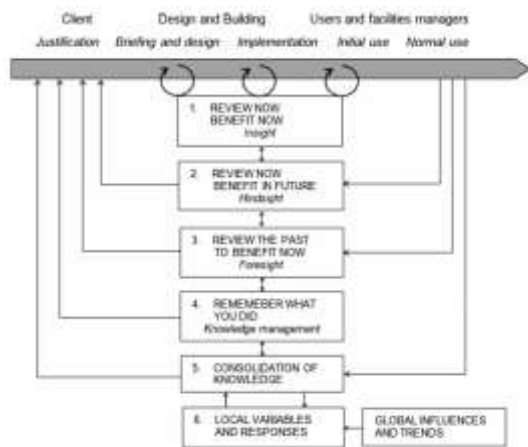 Client Design and Building Users and facilities managers
Justification Briefing and design Implementation Initial use Normal use
1. REVIEW NOW
BENEFIT NOW
Insight
2. REVIEW NOW
BENEFIT IN FUTURE
Hindsight
3. REVIEW THE PAST
TO BENEFIT NOW
Foresight
4. REMEMEBER WHAT
YOU DID
Knowledge management
5. CONSOLIDATION OF
KNOWLEDGE
6. LOCAL VARIABLES
AND RESPONSES
GLOBAL INFLUENCES
AND TRENDS